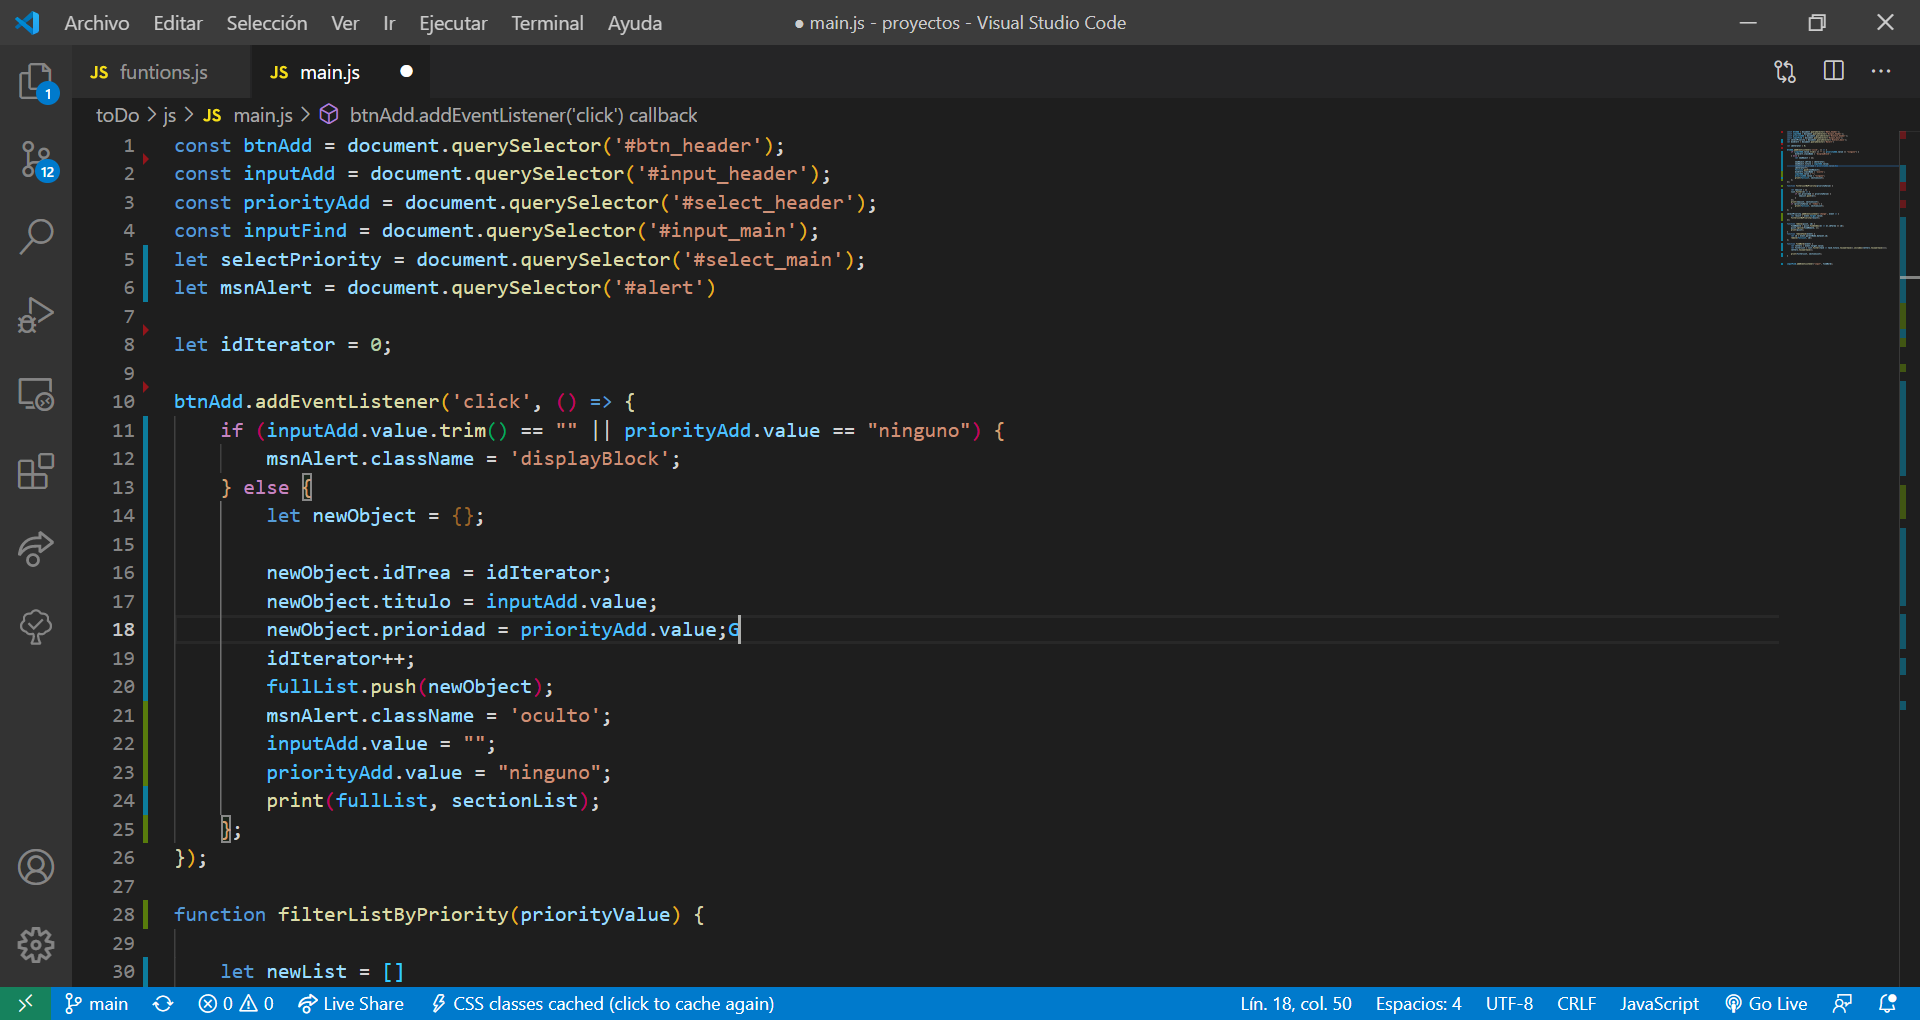 Archivo Editar Selección Ver Ir Ejecutar Terminal Ayuda ● main.js - proyectos - Visual Studio Code
JS funtions.js JS main.js
toDo > js > JS main.js > btnAdd.addEventListener('click') callback
1 const btnAdd = document.querySelector('#btn_header');
2 const inputAdd = document.querySelector('#input_header');
3 const priorityAdd = document.querySelector('#select_header');
4 const inputFind = document.querySelector('#input_main');
5 let selectPriority = document.querySelector('#select_main');
6 let msnAlert = document.querySelector('#alert')
7
8 let idIterator = 0;
9
10 btnAdd.addEventListener('click', () => {
11 if (inputAdd.value.trim() == "" || priorityAdd.value == "ninguno") {
12 msnAlert.className = 'displayBlock';
13 } else {
14 let newObject = {};
15
16 newObject.idTrea = idIterator;
17 newObject.titulo = inputAdd.value;
18 newObject.prioridad = priorityAdd.value;G
19 idIterator++;
20 fullList.push(newObject);
21 msnAlert.className = 'oculto';
22 inputAdd.value = "";
23 priorityAdd.value = "ninguno";
24 print(fullList, sectionList);
25 };
26 });
27
28 function filterListByPriority(priorityValue) {
29
30 let newList = []
1
12
main 0 0 Live Share CSS classes cached (click to cache again) Lín. 18, col. 50 Espacios: 4 UTF-8 CRLF JavaScript Go Live